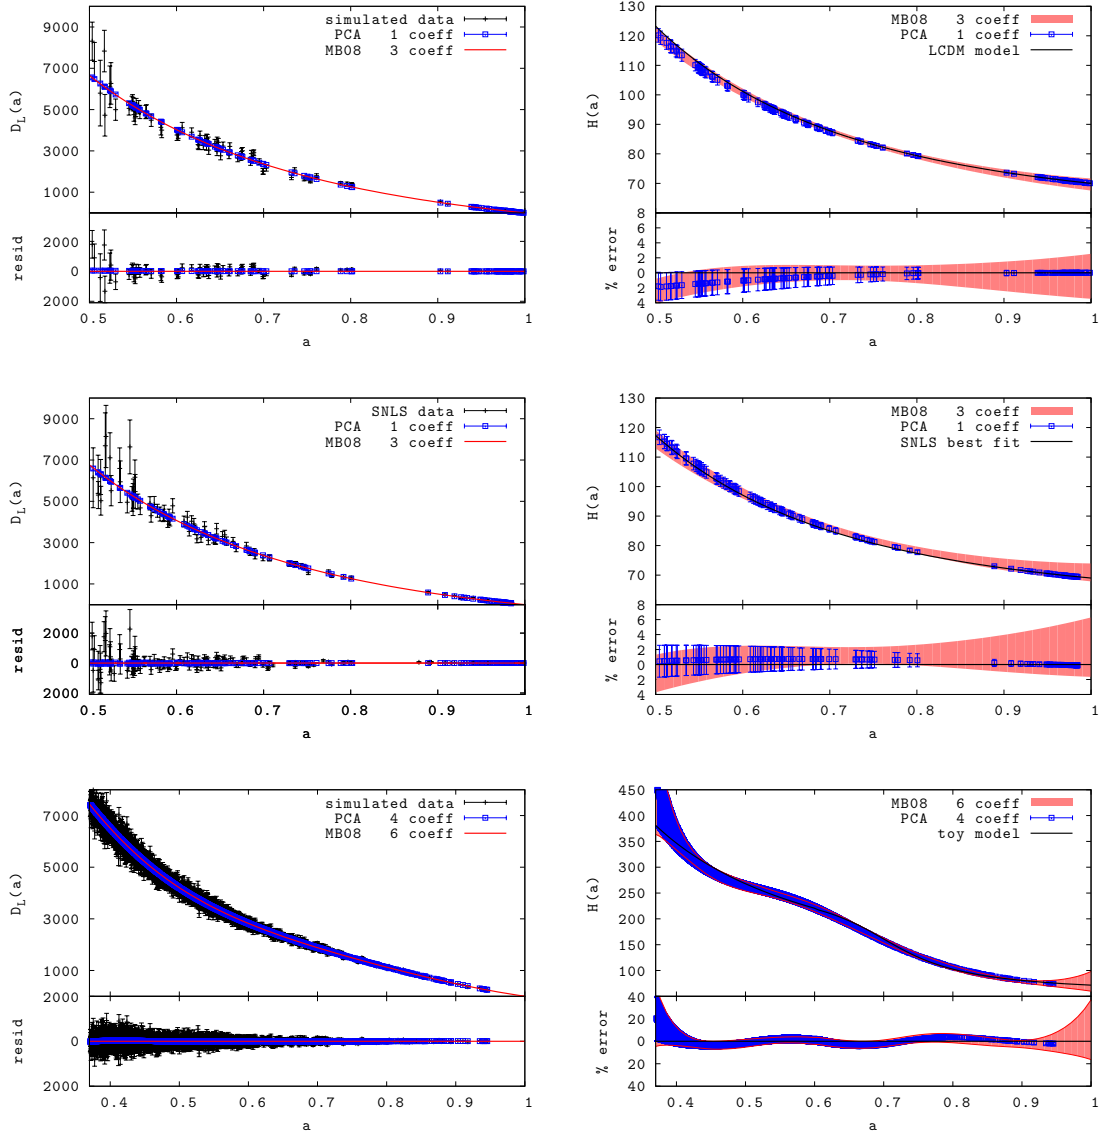 9000
7000
5000
3000
1000
D_L(a)
simulated data
PCA 1 coeff
MB08 3 coeff
2000
0
2000
resid
0.5 0.6 0.7 0.8 0.9 1
a
130
120
110
100
90
80
70
H(a)
MB08 3 coeff
PCA 1 coeff
LCDM model
8
6
4
2
0
2
4
% error
0.5 0.6 0.7 0.8 0.9 1
a
9000
7000
5000
3000
1000
D_L(a)
SNLS data
PCA 1 coeff
MB08 3 coeff
2000
0
2000
resid
0.5 0.6 0.7 0.8 0.9 1
a
130
120
110
100
90
80
70
H(a)
MB08 3 coeff
PCA 1 coeff
SNLS best fit
8
6
4
2
0
2
4
% error
0.5 0.6 0.7 0.8 0.9 1
a
7000
5000
3000
1000
D_L(a)
simulated data
PCA 4 coeff
MB08 6 coeff
2000
0
2000
resid
0.4 0.5 0.6 0.7 0.8 0.9 1
a
450
400
350
300
250
200
150
100
H(a)
MB08 6 coeff
PCA 4 coeff
toy model
40
20
0
20
40
% error
0.4 0.5 0.6 0.7 0.8 0.9 1
a